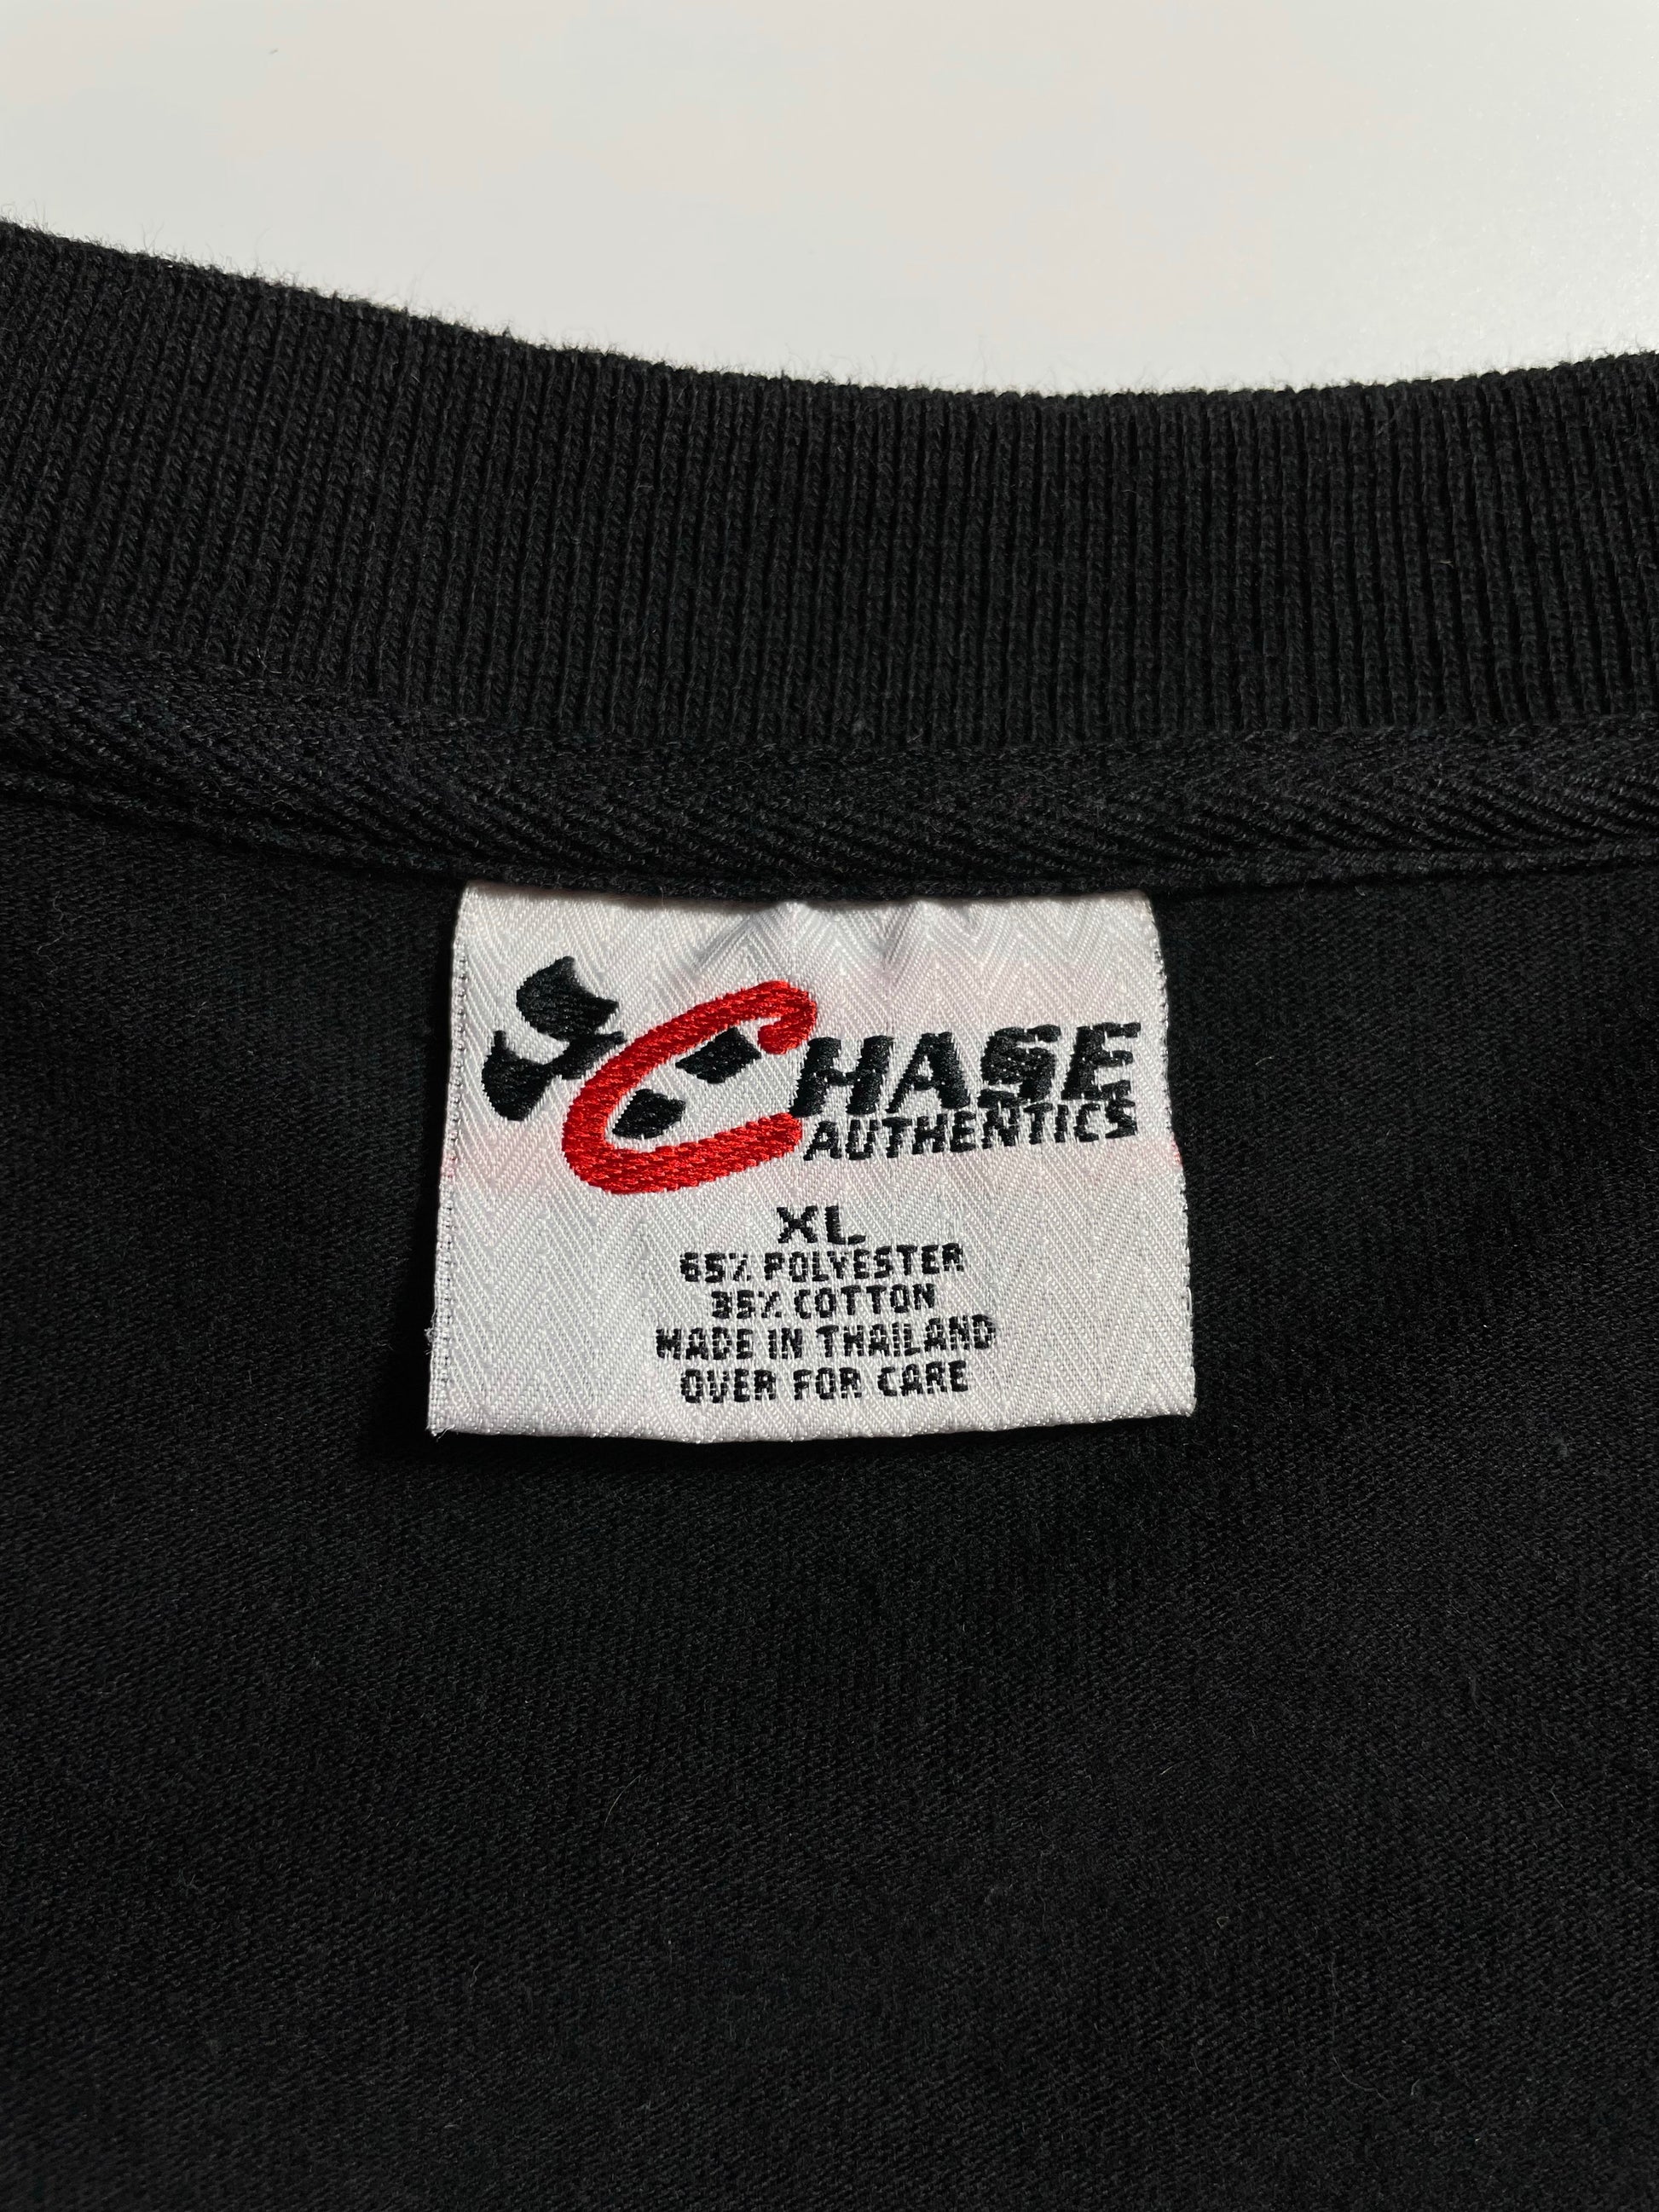 CHASE
AUTHENTICS
XL
65% POLYESTER
35% COTTON
MADE IN THAILAND
OVER FOR CARE